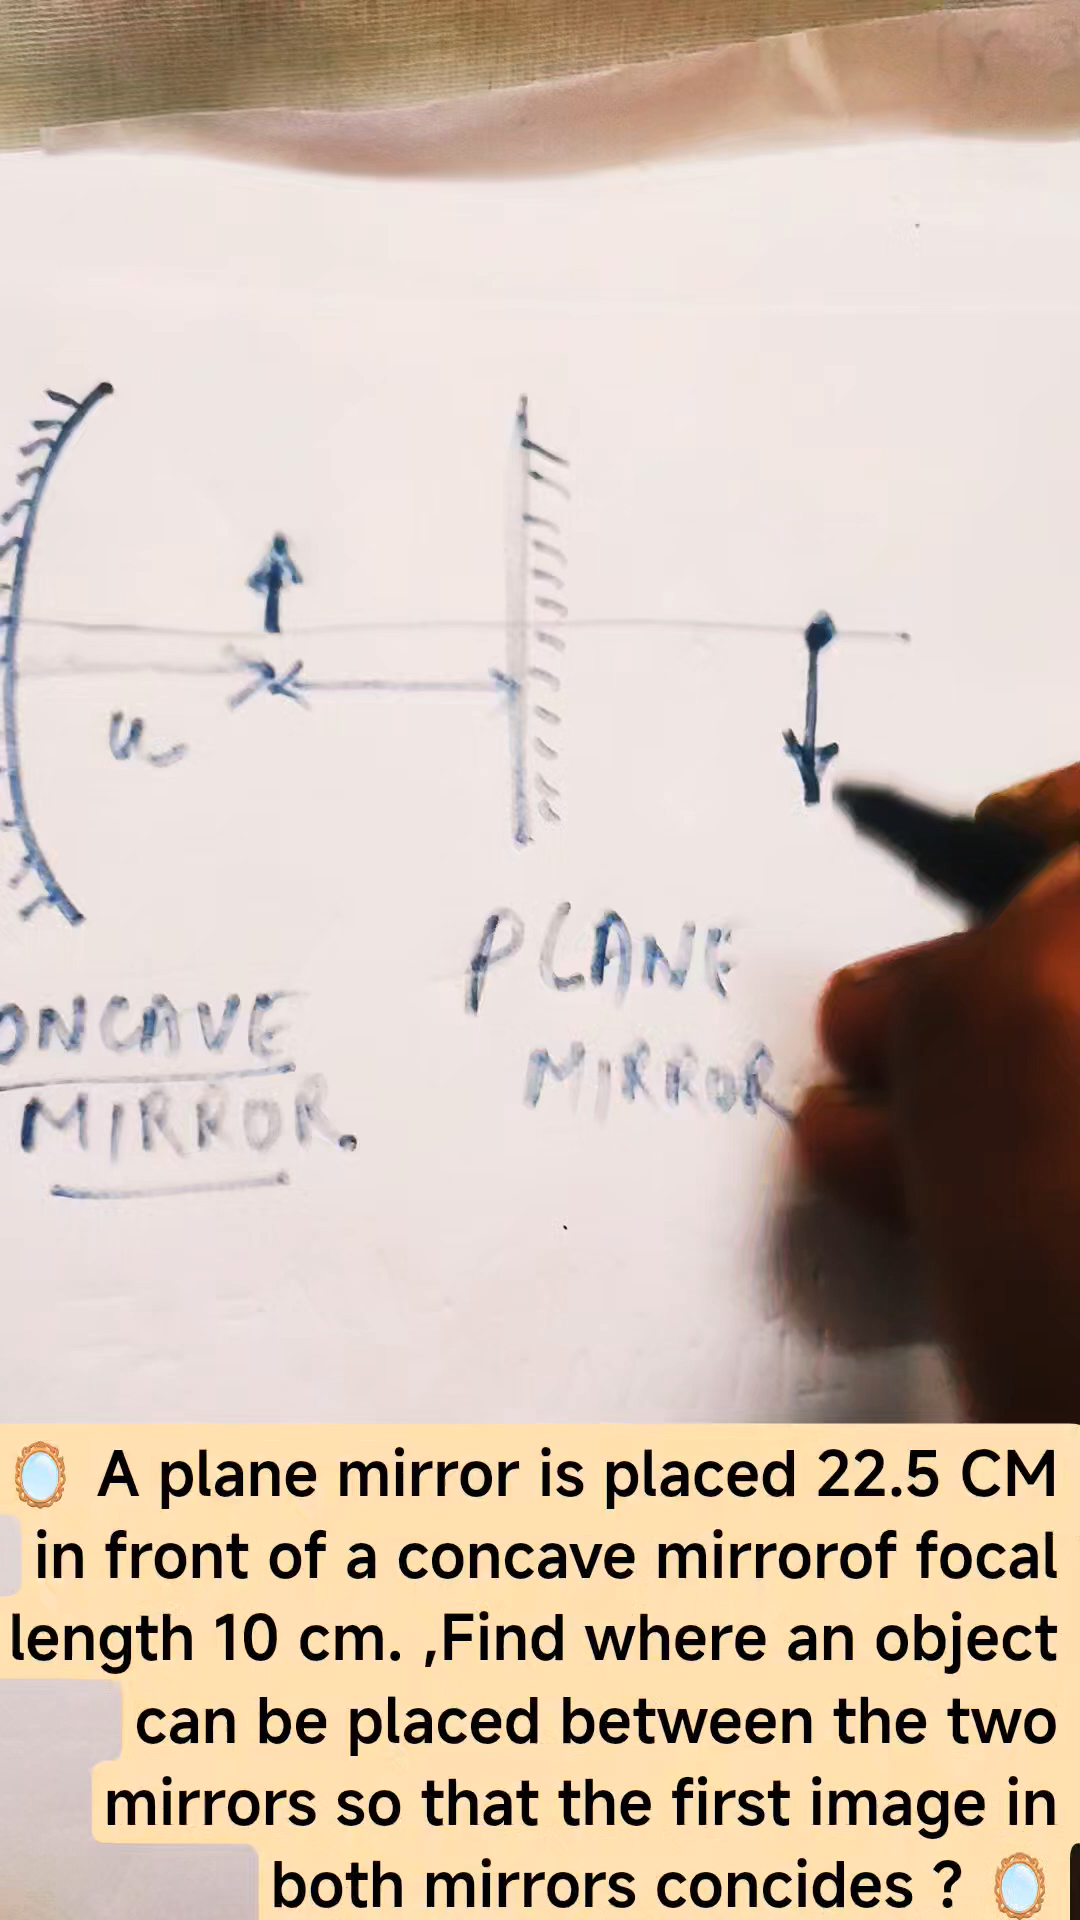 u
ONCAVE
MIRROR.
PLANE
MIRROR
A plane mirror is placed 22.5 CM
in front of a concave mirrorof focal
length 10 cm. ,Find where an object
can be placed between the two
mirrors so that the first image in
both mirrors concides ?